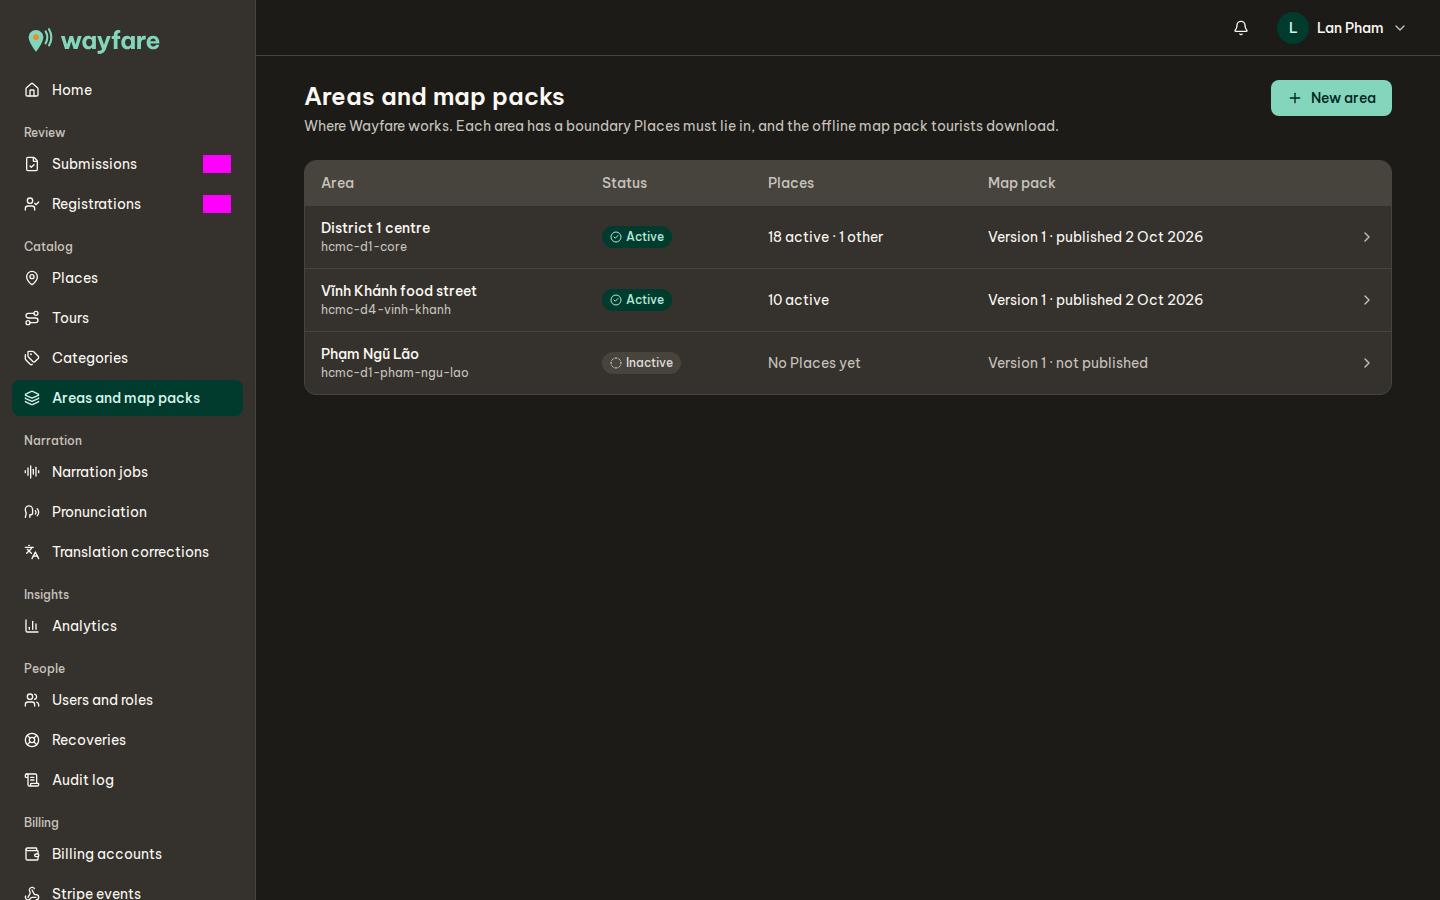 wayfare
L
Lan Pham
Home
Review
Submissions
Registrations
Catalog
Places
Tours
Categories
Areas and map packs
Narration
Narration jobs
Pronunciation
Translation corrections
Insights
Analytics
People
Users and roles
Recoveries
Audit log
Billing
Billing accounts
Stripe events
Areas and map packs
Where Wayfare works. Each area has a boundary Places must lie in, and the offline map pack tourists download.
New area
Area Status Places Map pack
District 1 centre
hcmc-d1-core
Active
18 active · 1 other
Version 1 · published 2 Oct 2026
Vĩnh Khánh food street
hcmc-d4-vinh-khanh
Active
10 active
Version 1 · published 2 Oct 2026
Phạm Ngũ Lão
hcmc-d1-pham-ngu-lao
Inactive
No Places yet
Version 1 · not published